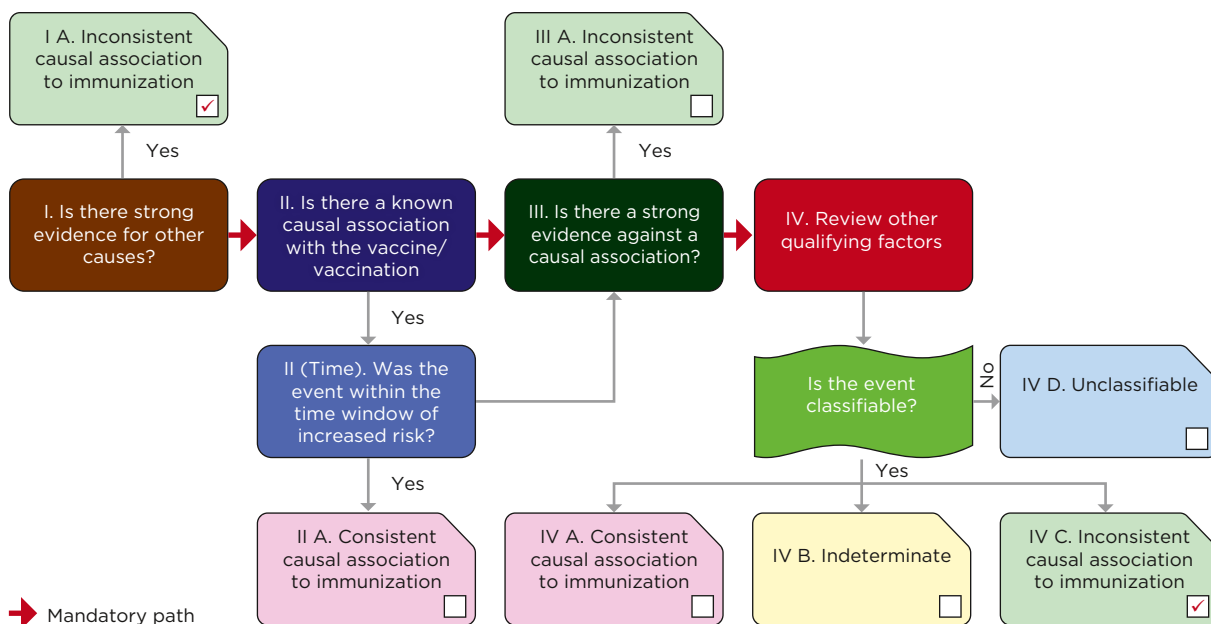 I A. Inconsistent
causal association
to immunization
✓
III A. Inconsistent
causal association
to immunization
Yes
Yes
I. Is there strong
evidence for other
causes?
II. Is there a known
causal association
with the vaccine/
vaccination
III. Is there a strong
evidence against a
causal association?
IV. Review other
qualifying factors
Yes
II (Time). Was the
event within the
time window of
increased risk?
Is the event
classifiable?
No
IV D. Unclassifiable
Yes
Yes
II A. Consistent
causal association
to immunization
IV A. Consistent
causal association
to immunization
IV B. Indeterminate
IV C. Inconsistent
causal association
to immunization
✓
Mandatory path